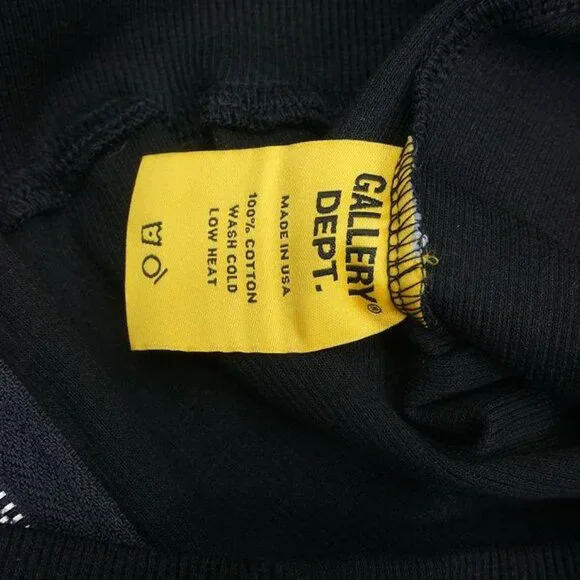 GALLERY®
DEPT.
MADE IN USA
100% COTTON
WASH COLD
LOW HEAT